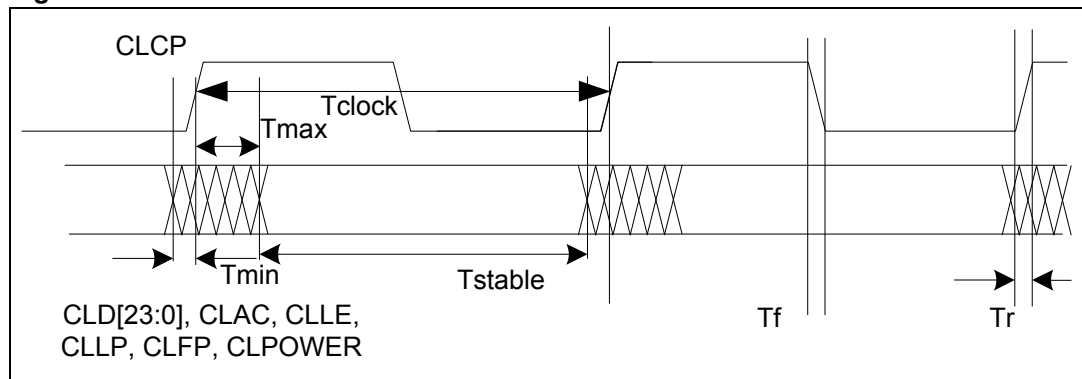 CLCP
Tclock
Tmax
Tmin
Tstable
CLD[23:0], CLAC, CLLE,
CLLP, CLFP, CLPOWER
Tf
Tr